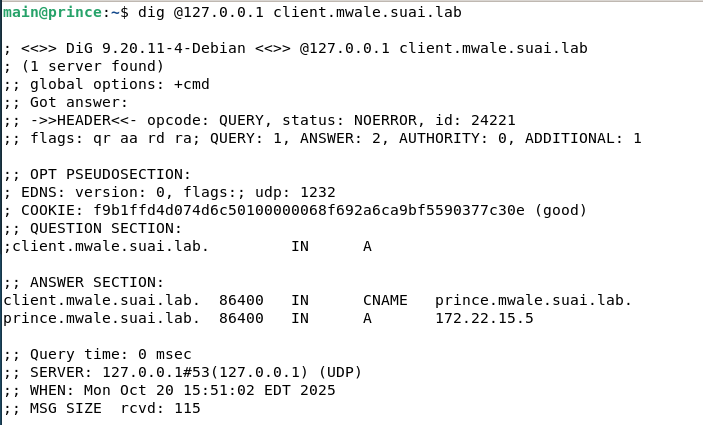 main@prince:~$ dig @127.0.0.1 client.mwale.suai.lab
; <<>> DiG 9.20.11-4-Debian <<>> @127.0.0.1 client.mwale.suai.lab
; (1 server found)
;; global options: +cmd
;; Got answer:
;; ->>HEADER<<- opcode: QUERY, status: NOERROR, id: 24221
;; flags: qr aa rd ra; QUERY: 1, ANSWER: 2, AUTHORITY: 0, ADDITIONAL: 1
;; OPT PSEUDOSECTION:
; EDNS: version: 0, flags:; udp: 1232
; COOKIE: f9b1ffd4d074d6c50100000068f692a6ca9bf5590377c30e (good)
;; QUESTION SECTION:
;client.mwale.suai.lab. IN A
;; ANSWER SECTION:
client.mwale.suai.lab. 86400 IN CNAME prince.mwale.suai.lab.
prince.mwale.suai.lab. 86400 IN A 172.22.15.5
;; Query time: 0 msec
;; SERVER: 127.0.0.1#53(127.0.0.1) (UDP)
;; WHEN: Mon Oct 20 15:51:02 EDT 2025
;; MSG SIZE  rcvd: 115